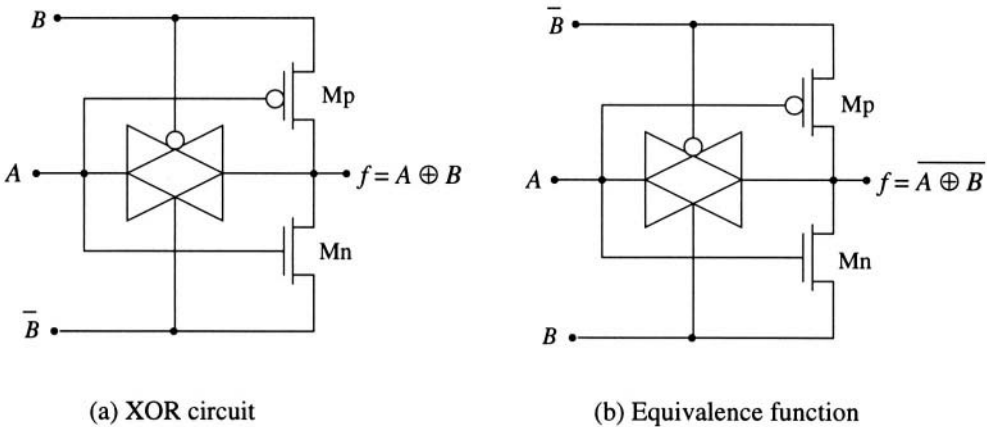 B
Mp
A
f = A ⊕ B
Mn
B̅
(a) XOR circuit
B̅
Mp
A
f = \overline{A ⊕ B}
Mn
B
(b) Equivalence function